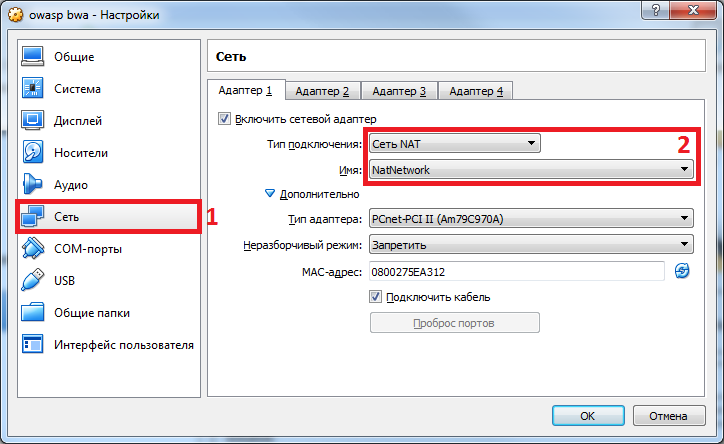 owasp bwa - Настройки
Общие
Система
Дисплей
Носители
Аудио
Сеть
1
COM-порты
USB
Общие папки
Интерфейс пользователя
Сеть
Адаптер 1 Адаптер 2 Адаптер 3 Адаптер 4
Включить сетевой адаптер
Тип подключения: Сеть NAT 2
Имя: NatNetwork
Дополнительно
Тип адаптера: PCnet-PCI II (Am79C970A)
Неразборчивый режим: Запретить
MAC-адрес: 0800275EA312
Подключить кабель
Проброс портов
OK Отмена